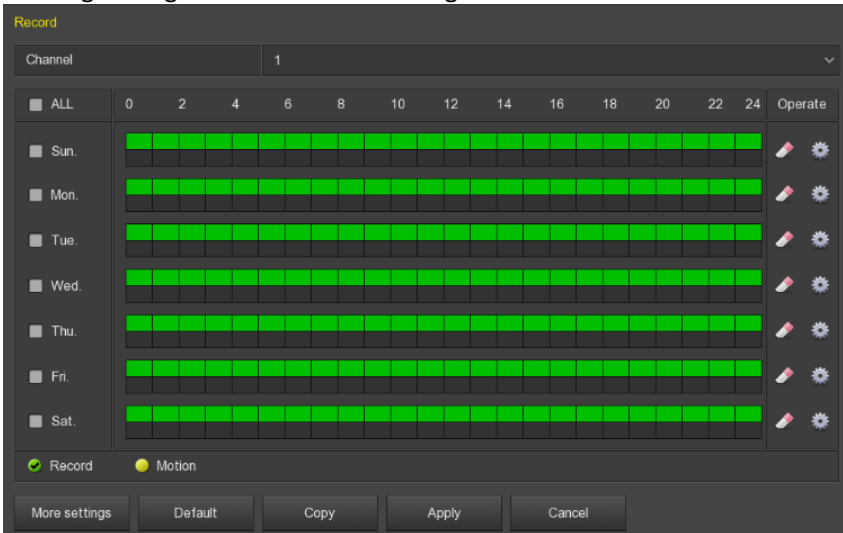 Record
Channel 1
ALL 0 2 4 6 8 10 12 14 16 18 20 22 24 Operate
Sun.
Mon.
Tue.
Wed.
Thu.
Fri.
Sat.
Record Motion
More settings Default Copy Apply Cancel